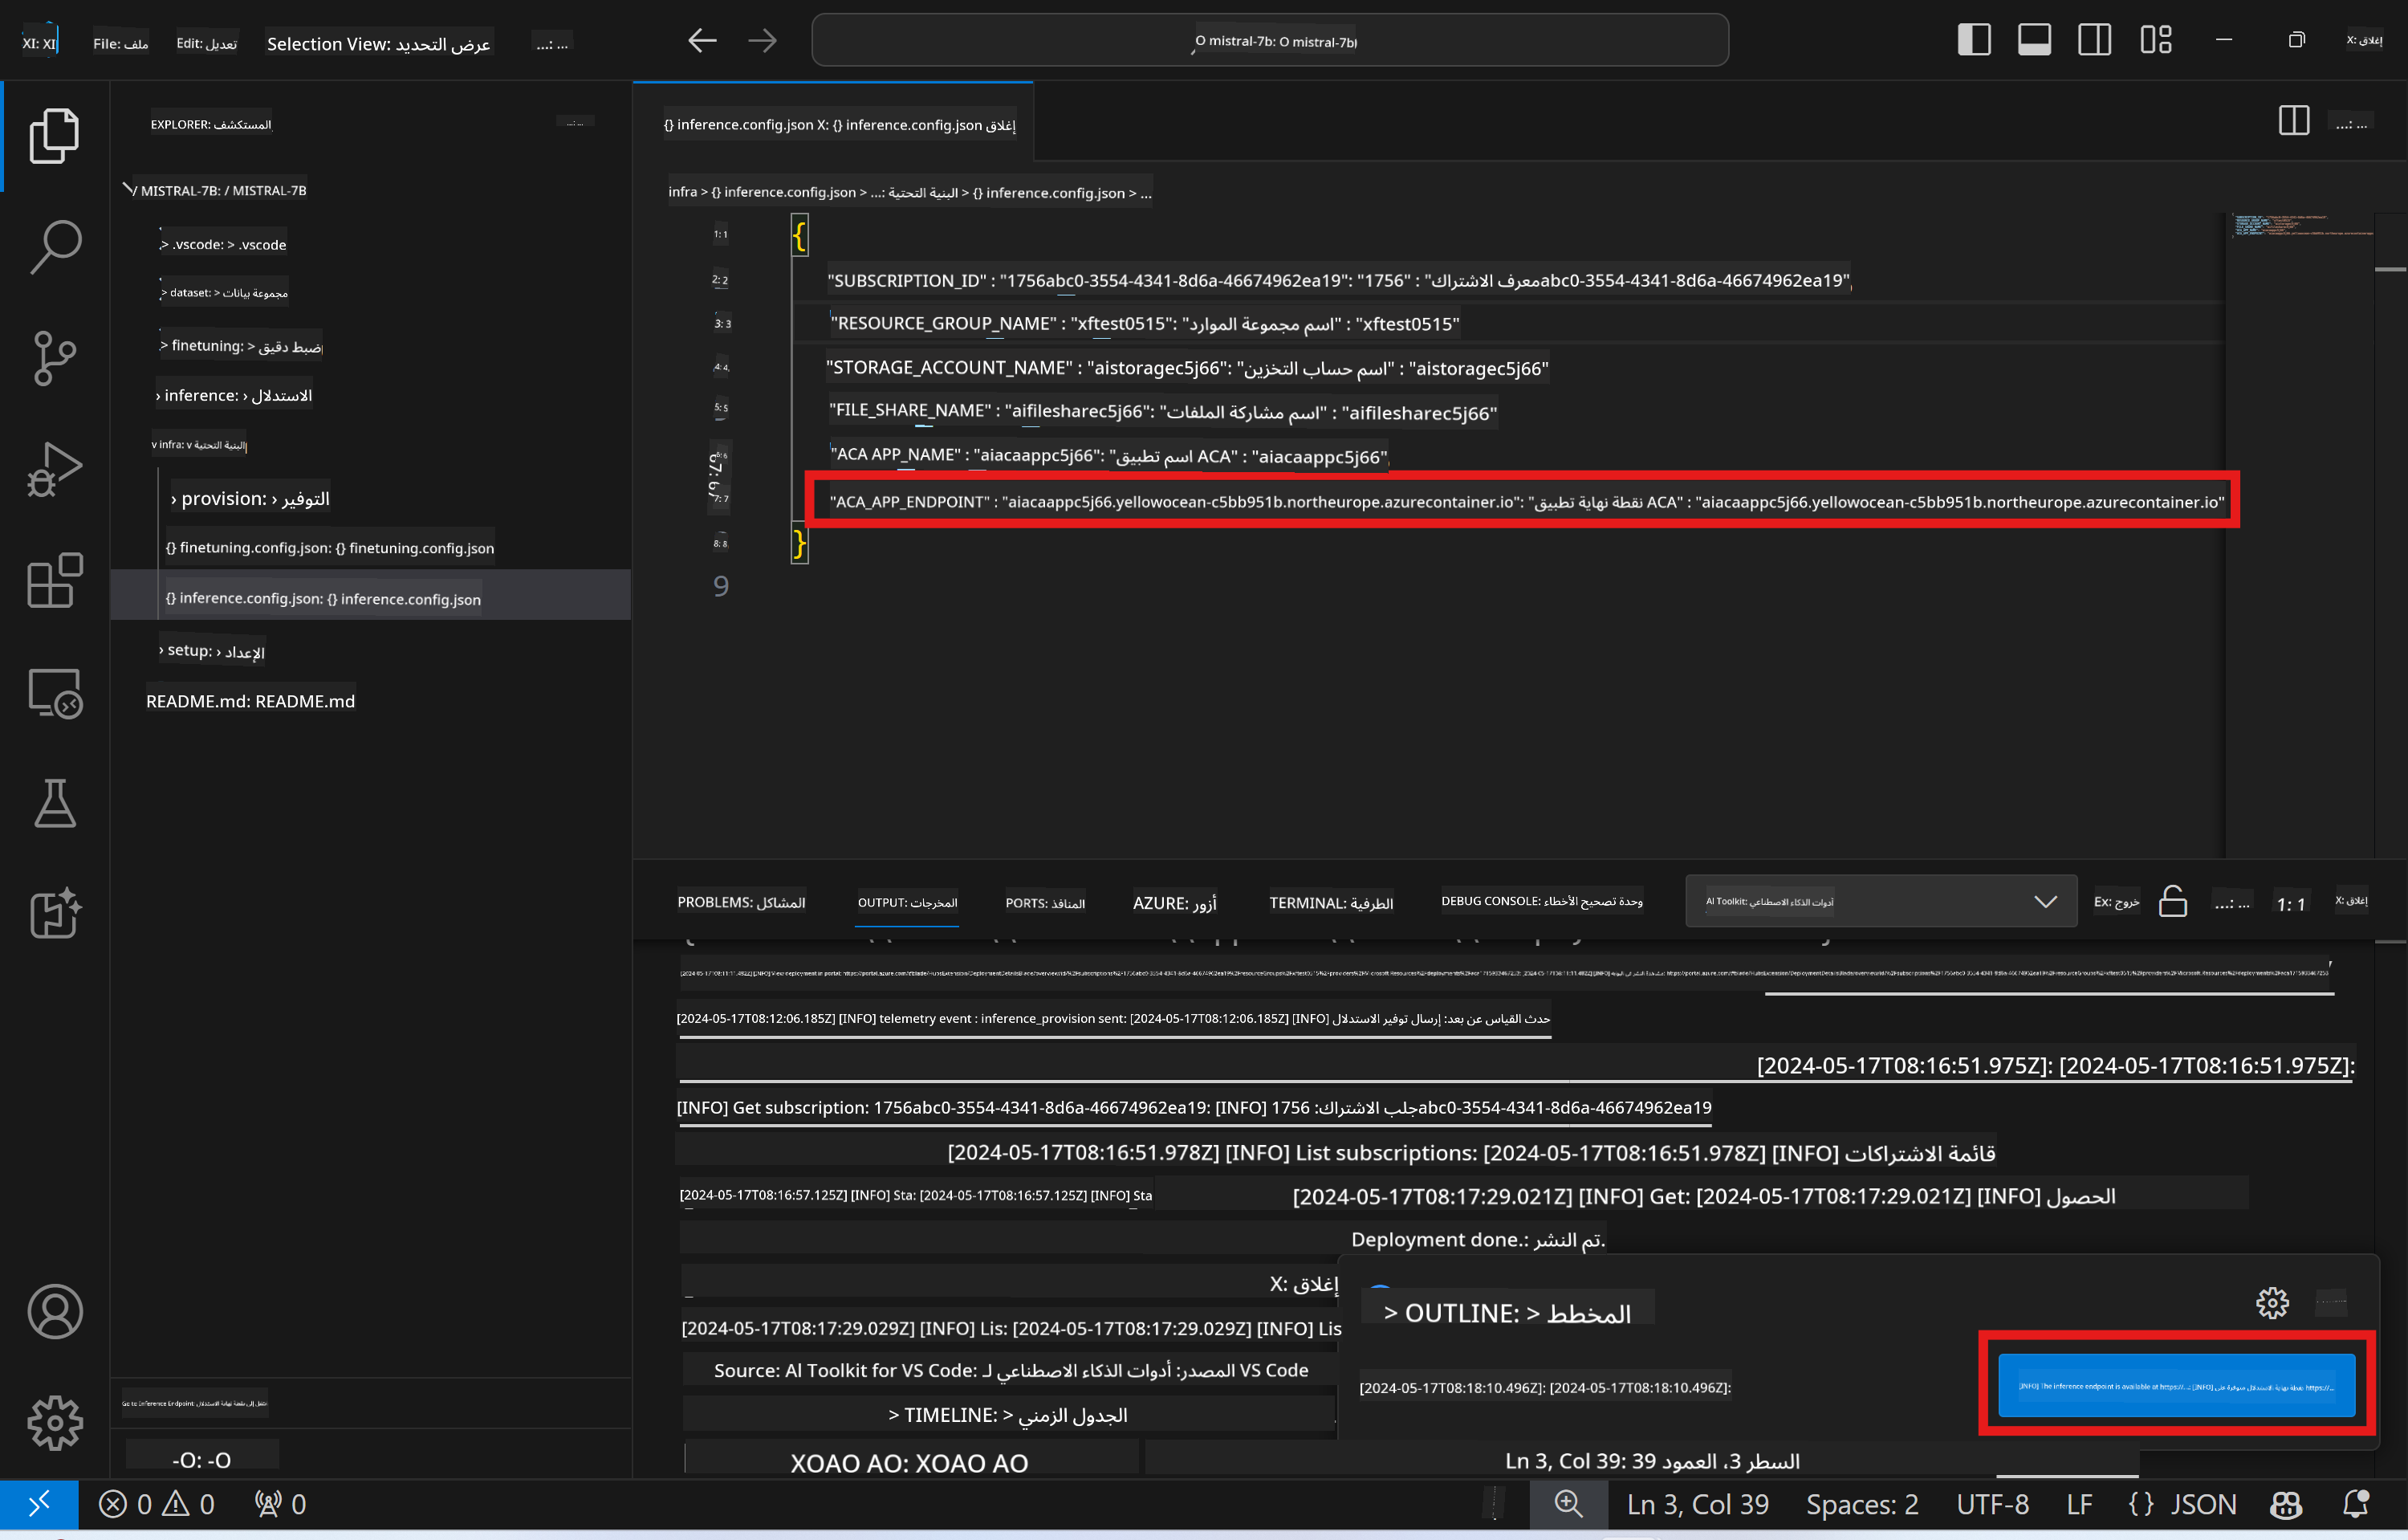 XI: XI
File: ملف
Edit: تعديل
Selection View: عرض التحديد
...: ...
O mistral-7b: O mistral-7b
X: إغلاق
EXPLORER: المستكشف
/ MISTRAL-7B: / MISTRAL-7B
> .vscode: > .vscode
> dataset: > مجموعة بيانات
> finetuning: > ضبط دقيق
› inference: › الاستدلال
v infra: v البنية التحتية
› provision: › التوفير
{} finetuning.config.json: {} finetuning.config.json
{} inference.config.json: {} inference.config.json
› setup: › الإعداد
README.md: README.md
{} inference.config.json X: {} inference.config.json إغلاق
...: ...
infra > {} inference.config.json > ...: البنية التحتية > {} inference.config.json > ...
1: 1
{
2: 2
"SUBSCRIPTION_ID" : "1756abc0-3554-4341-8d6a-46674962ea19": "معرف الاشتراك" : "1756abc0-3554-4341-8d6a-46674962ea19"
3: 3
"RESOURCE_GROUP_NAME" : "xftest0515": "اسم مجموعة الموارد" : "xftest0515"
4: 4
"STORAGE_ACCOUNT_NAME" : "aistoragec5j66": "اسم حساب التخزين" : "aistoragec5j66"
5: 5
"FILE_SHARE_NAME" : "aifilesharec5j66": "اسم مشاركة الملفات" : "aifilesharec5j66"
6: 6
"ACA APP_NAME" : "aiacaappc5j66": "اسم تطبيق ACA" : "aiacaappc5j66"
67: 67
7: 7
"ACA_APP_ENDPOINT" : "aiacaappc5j66.yellowocean-c5bb951b.northeurope.azurecontainer.io": "نقطة نهاية تطبيق ACA" : "aiacaappc5j66.yellowocean-c5bb951b.northeurope.azurecontainer.io"
8: 8
}
9
PROBLEMS: المشاكل
OUTPUT: المخرجات
PORTS: المنافذ
AZURE: أزور
TERMINAL: الطرفية
DEBUG CONSOLE: وحدة تصحيح الأخطاء
AI Toolkit: أدوات الذكاء الاصطناعي
Ex: خروج
...: ...
1: 1
X: إغلاق
[2024-05-17T08:12:06.185Z] [INFO] telemetry event : inference_provision sent: [2024-05-17T08:12:06.185Z] [INFO] حدث القياس عن بعد: إرسال توفير الاستدلال
[2024-05-17T08:16:51.975Z]: [2024-05-17T08:16:51.975Z]:
[INFO] Get subscription: 1756abc0-3554-4341-8d6a-46674962ea19: [INFO] جلب الاشتراك: 1756abc0-3554-4341-8d6a-46674962ea19
[2024-05-17T08:16:51.978Z] [INFO] List subscriptions: [2024-05-17T08:16:51.978Z] [INFO] قائمة الاشتراكات
[2024-05-17T08:16:57.125Z] [INFO] Sta: [2024-05-17T08:16:57.125Z] [INFO] Sta
[2024-05-17T08:17:29.021Z] [INFO] Get: [2024-05-17T08:17:29.021Z] [INFO] الحصول
Deployment done.: تم النشر.
X: إغلاق
> OUTLINE: > المخطط
[2024-05-17T08:17:29.029Z] [INFO] Lis: [2024-05-17T08:17:29.029Z] [INFO] Lis
Source: Al Toolkit for VS Code: المصدر: أدوات الذكاء الاصطناعي لـ VS Code
[2024-05-17T08:18:10.496Z]: [2024-05-17T08:18:10.496Z]:
[INFO] The inference endpoint is available at https://...: [INFO] نقطة نهاية الاستدلال متوفرة على https://...
Go to Inference Endpoint: انتقل إلى نقطة نهاية الاستدلال
> TIMELINE: > الجدول الزمني
-O: -O
XOAO AO: XOAO AO
Ln 3, Col 39: السطر 3، العمود 39
0 0 0
Ln 3, Col 39
Spaces: 2
UTF-8
LF
{} JSON